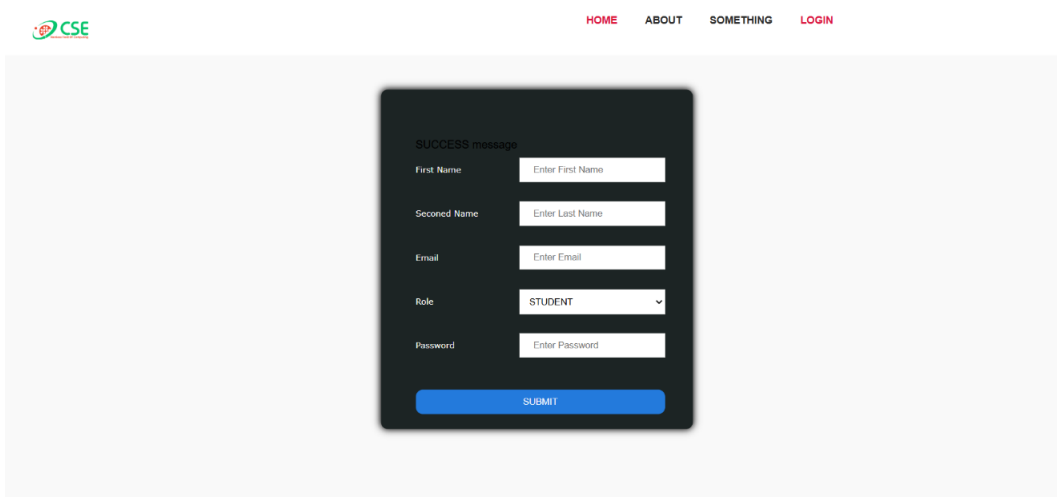 CSE
HOME ABOUT SOMETHING LOGIN
SUCCESS message
First Name Enter First Name
Seconed Name Enter Last Name
Email Enter Email
Role STUDENT
Password Enter Password
SUBMIT